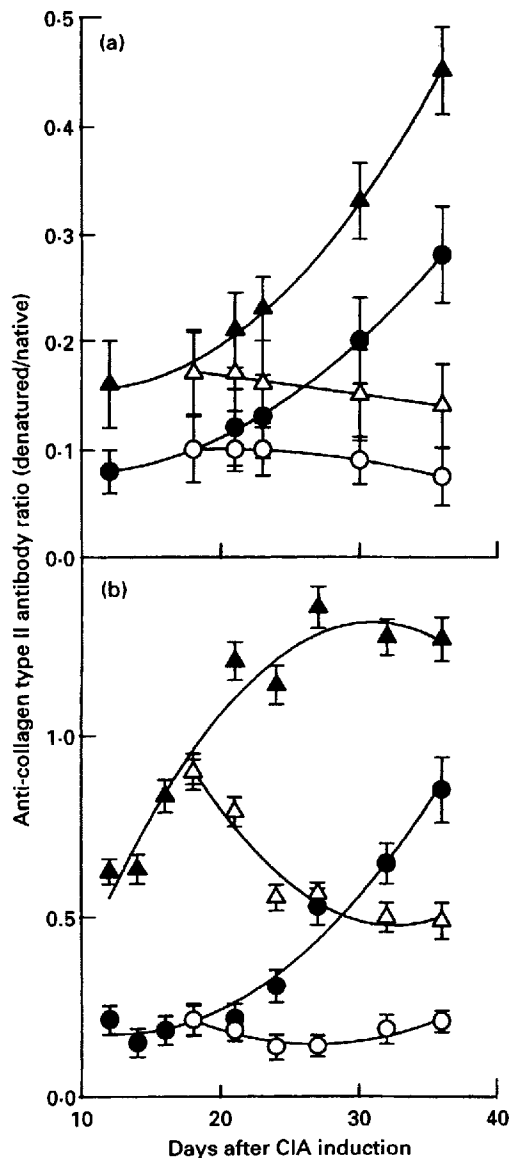 0·5
(a)
0·4
0·3
0·2
0·1
0·0
(b)
1·0
0·5
0·0
10 20 30 40
Days after CIA induction
Anti-collagen type II antibody ratio (denatured/native)